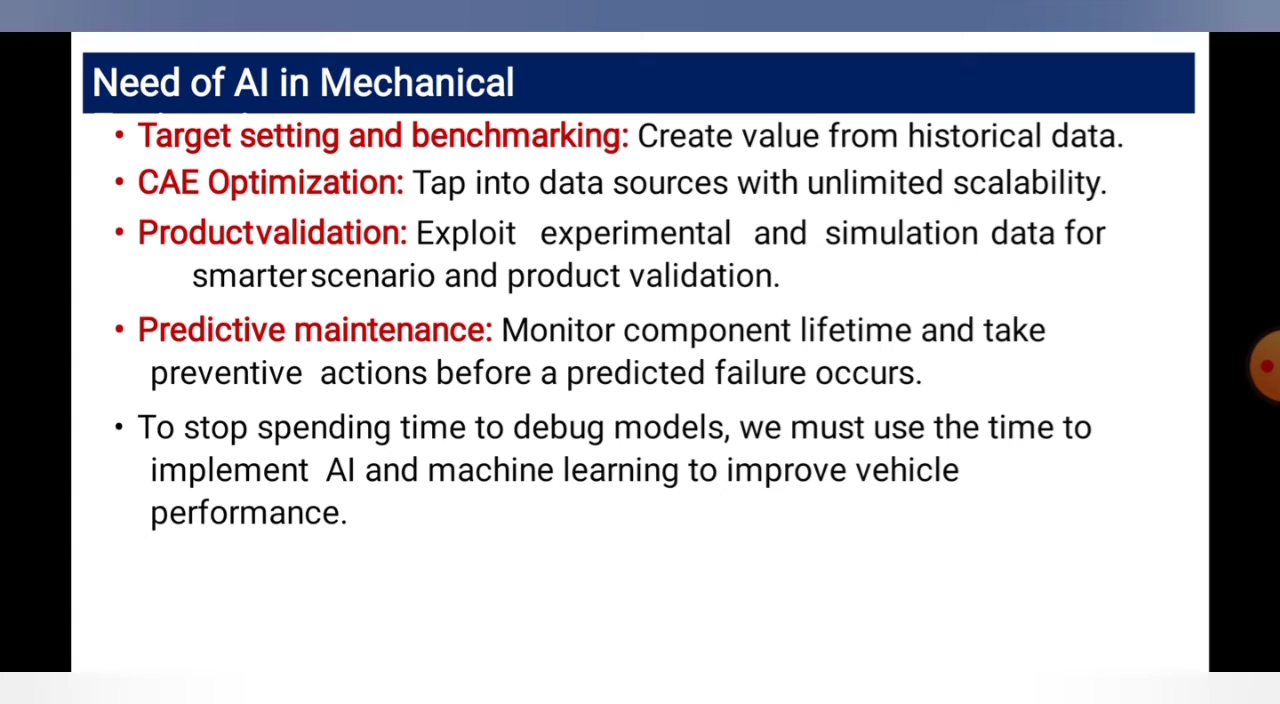 Need of AI in Mechanical
• Target setting and benchmarking: Create value from historical data.
• CAE Optimization: Tap into data sources with unlimited scalability.
• Productvalidation: Exploit experimental and simulation data for
smarterscenario and product validation.
• Predictive maintenance: Monitor component lifetime and take
preventive actions before a predicted failure occurs.
• To stop spending time to debug models, we must use the time to
implement AI and machine learning to improve vehicle
performance.